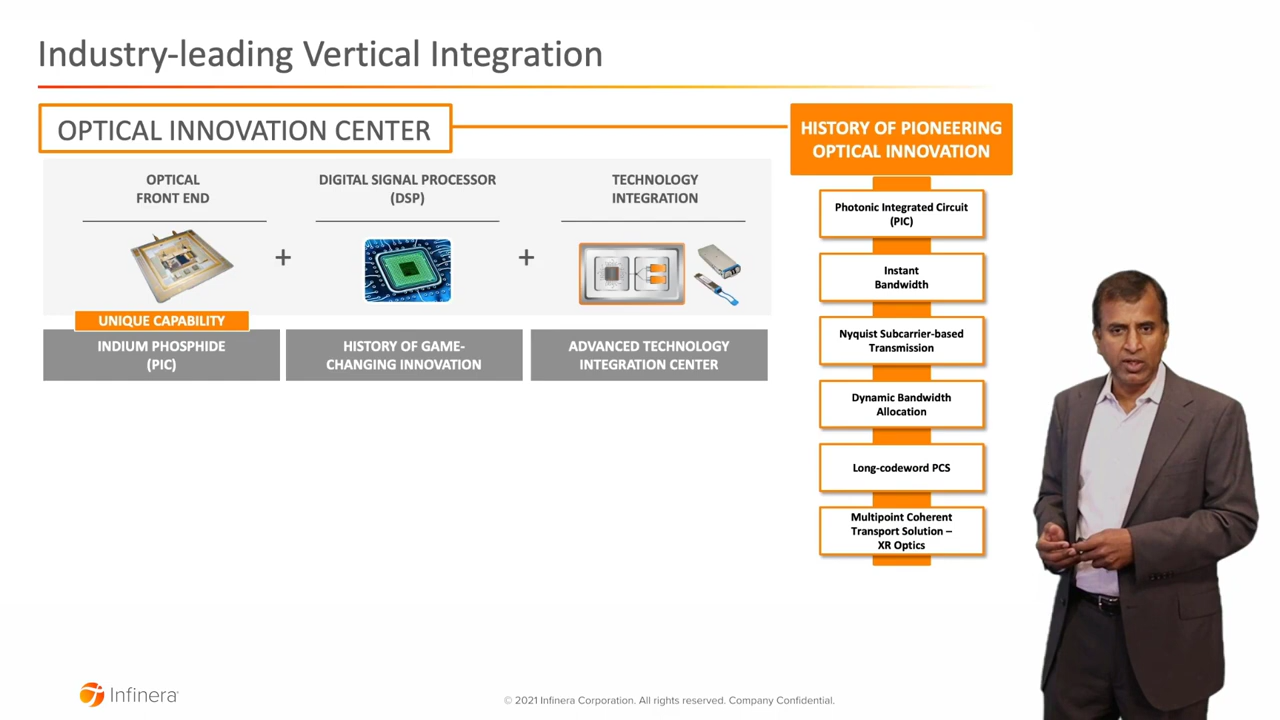 Industry-leading Vertical Integration
OPTICAL INNOVATION CENTER
OPTICAL
FRONT END
DIGITAL SIGNAL PROCESSOR
(DSP)
TECHNOLOGY
INTEGRATION
+
+
UNIQUE CAPABILITY
INDIUM PHOSPHIDE
(PIC)
HISTORY OF GAME-
CHANGING INNOVATION
ADVANCED TECHNOLOGY
INTEGRATION CENTER
HISTORY OF PIONEERING
OPTICAL INNOVATION
Photonic Integrated Circuit
(PIC)
Instant
Bandwidth
Nyquist Subcarrier-based
Transmission
Dynamic Bandwidth
Allocation
Long-codeword PCS
Multipoint Coherent
Transport Solution –
XR Optics
Infinera
© 2021 Infinera Corporation. All rights reserved. Company Confidential.